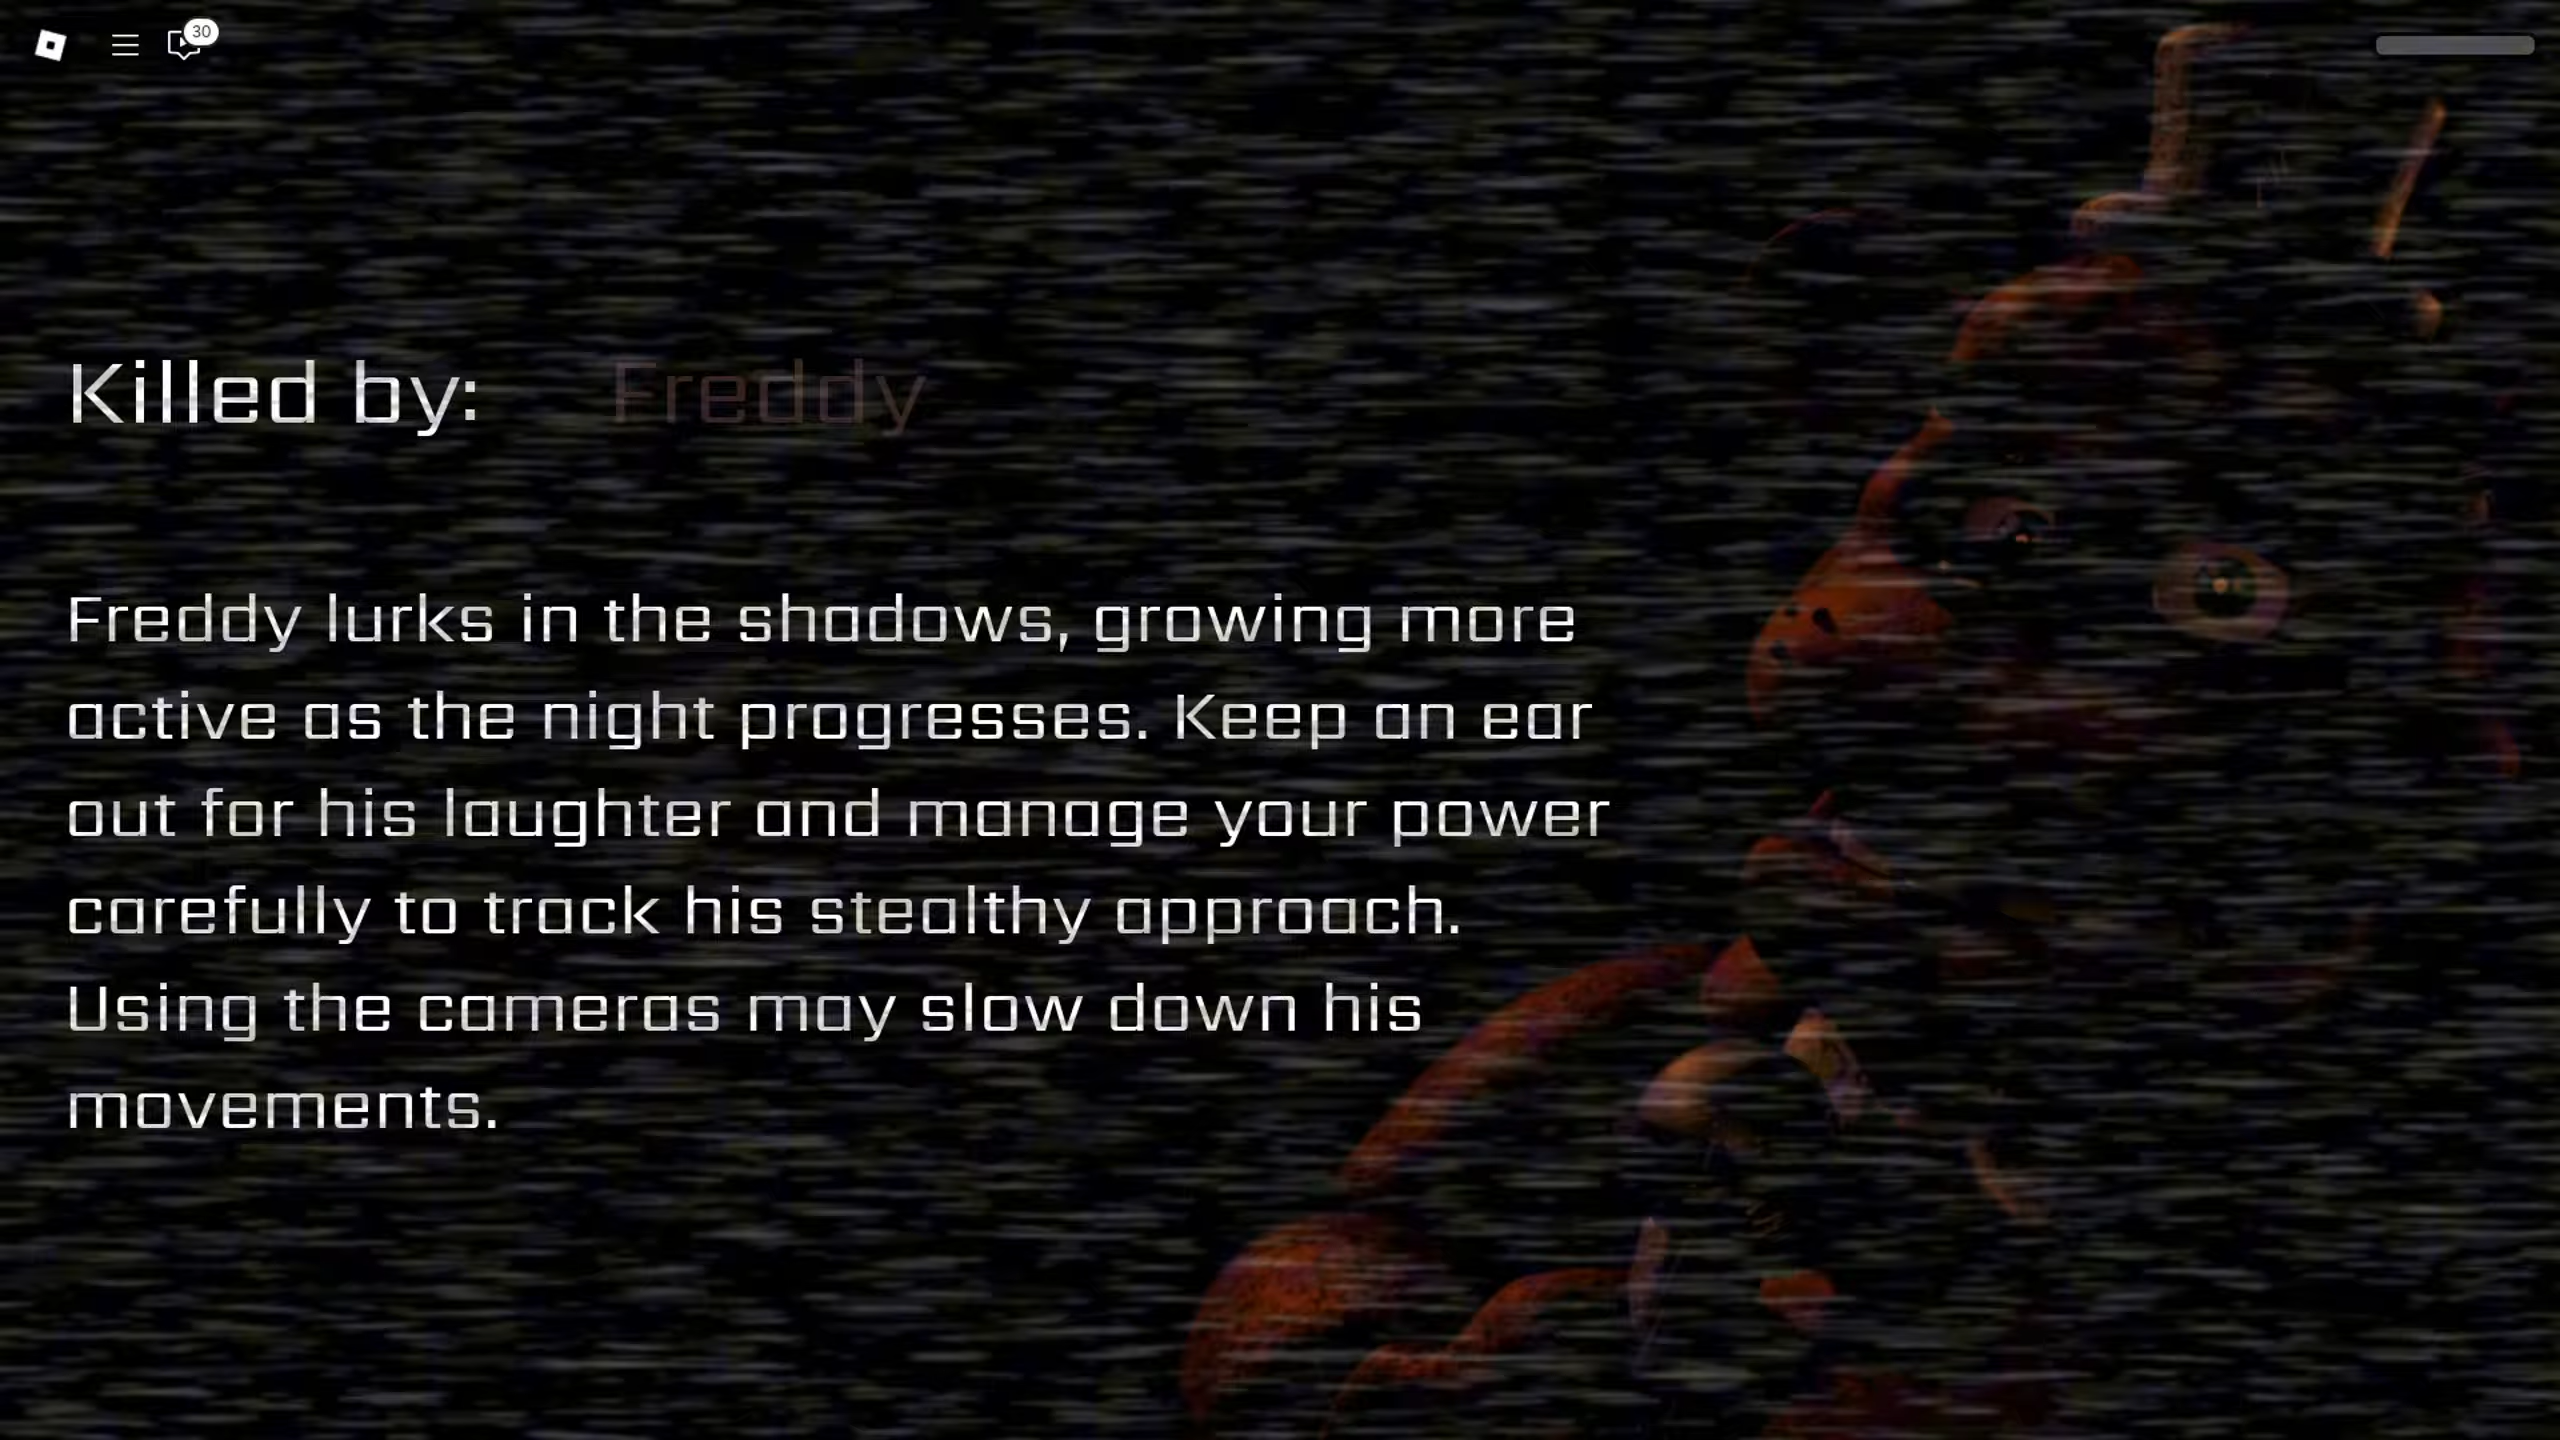 30
Killed by: Freddy
Freddy lurks in the shadows, growing more
active as the night progresses. Keep an ear
out for his laughter and manage your power
carefully to track his stealthy approach.
Using the cameras may slow down his
movements.